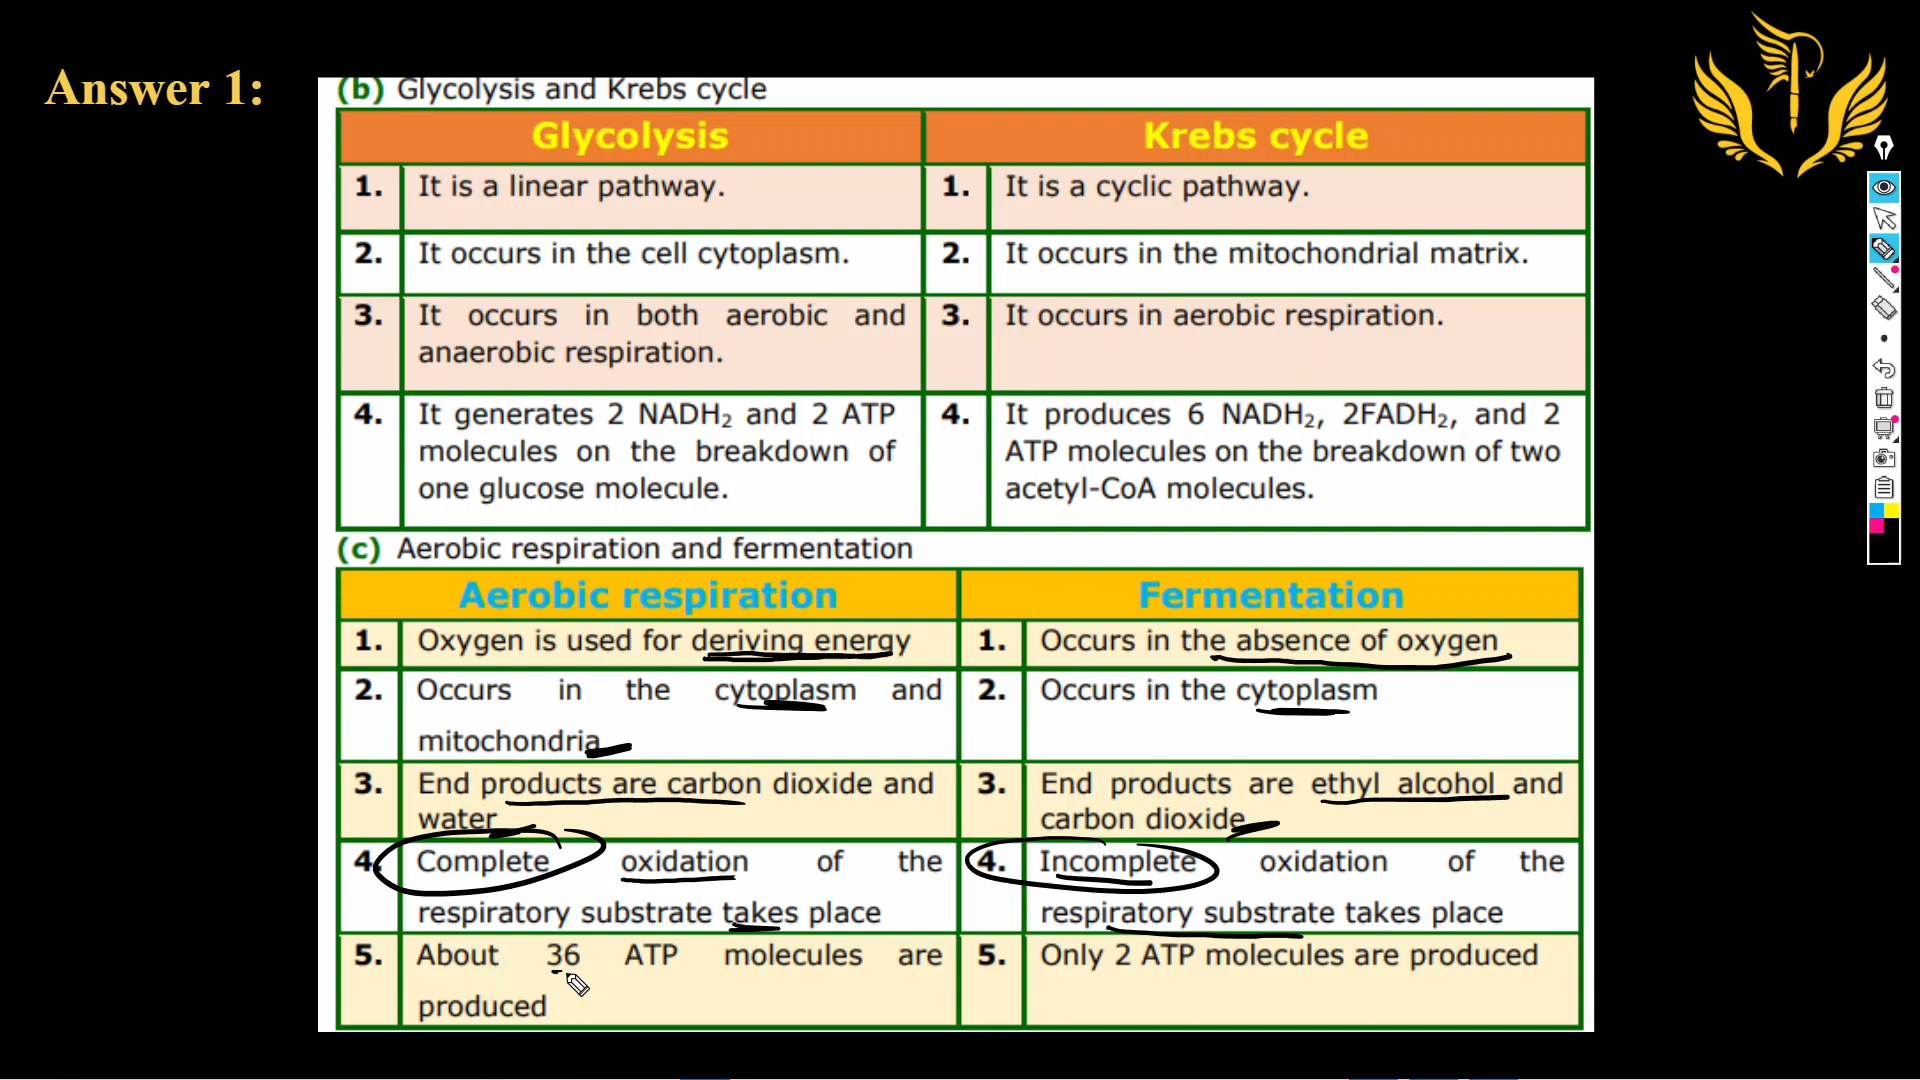 Answer 1:
(b) Glycolysis and Krebs cycle
Glycolysis Krebs cycle
1. It is a linear pathway. 1. It is a cyclic pathway.
2. It occurs in the cell cytoplasm. 2. It occurs in the mitochondrial matrix.
3. It occurs in both aerobic and 3. It occurs in aerobic respiration.
anaerobic respiration.
4. It generates 2 NADH₂ and 2 ATP 4. It produces 6 NADH₂, 2FADH₂, and 2
molecules on the breakdown of ATP molecules on the breakdown of two
one glucose molecule. acetyl-CoA molecules.
(c) Aerobic respiration and fermentation
Aerobic respiration Fermentation
1. Oxygen is used for deriving energy 1. Occurs in the absence of oxygen
2. Occurs in the cytoplasm and 2. Occurs in the cytoplasm
mitochondria
3. End products are carbon dioxide and 3. End products are ethyl alcohol and
water carbon dioxide
4. Complete oxidation of the 4. Incomplete oxidation of the
respiratory substrate takes place respiratory substrate takes place
5. About 36 ATP molecules are 5. Only 2 ATP molecules are produced
produced